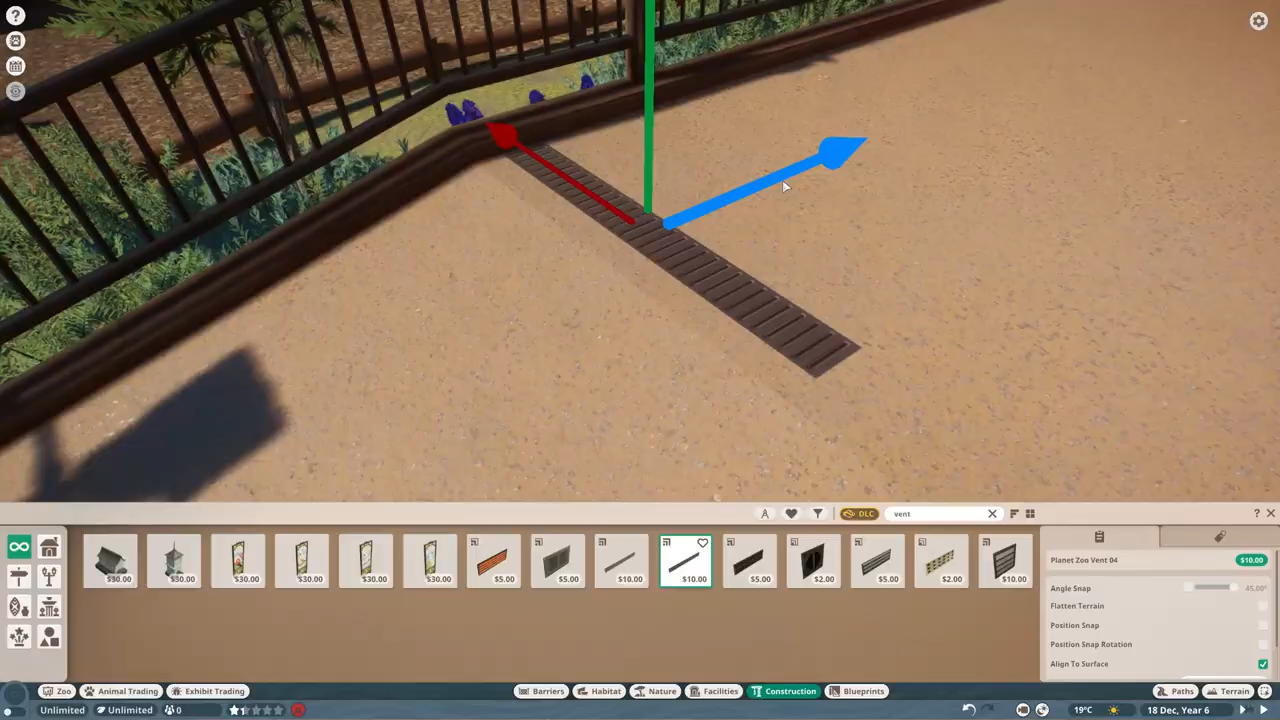 DLC
vent
$30.00
$30.00
$30.00
$30.00
$30.00
$30.00
$5.00
$5.00
$10.00
$10.00
$5.00
$2.00
$5.00
$2.00
$10.00
Planet Zoo Vent 04
$10.00
Angle Snap
45.00°
Flatten Terrain
Position Snap
Position Snap Rotation
Align To Surface
Zoo
Animal Trading
Exhibit Trading
Barriers
Habitat
Nature
Facilities
Construction
Blueprints
Paths
Terrain
Unlimited
Unlimited
0
19°C
18 Dec, Year 6